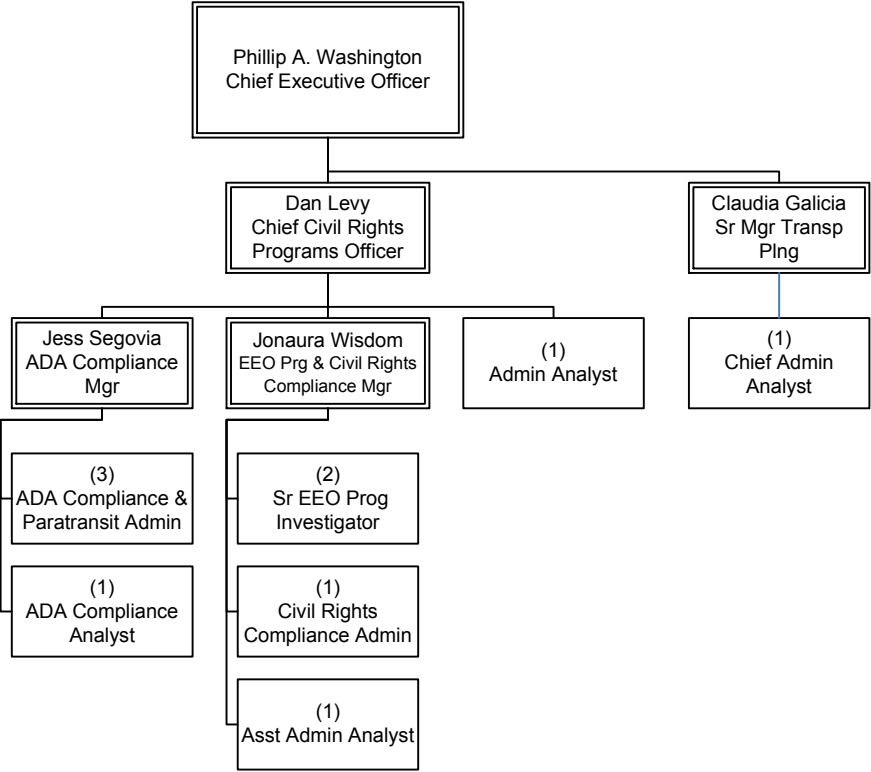 Phillip A. Washington
Chief Executive Officer
Dan Levy
Chief Civil Rights
Programs Officer
Claudia Galicia
Sr Mgr Transp
Plng
Jess Segovia
ADA Compliance
Mgr
Jonaura Wisdom
EEO Prg & Civil Rights
Compliance Mgr
(1)
Admin Analyst
(1)
Chief Admin
Analyst
(3)
ADA Compliance &
Paratransit Admin
(2)
Sr EEO Prog
Investigator
(1)
ADA Compliance
Analyst
(1)
Civil Rights
Compliance Admin
(1)
Asst Admin Analyst